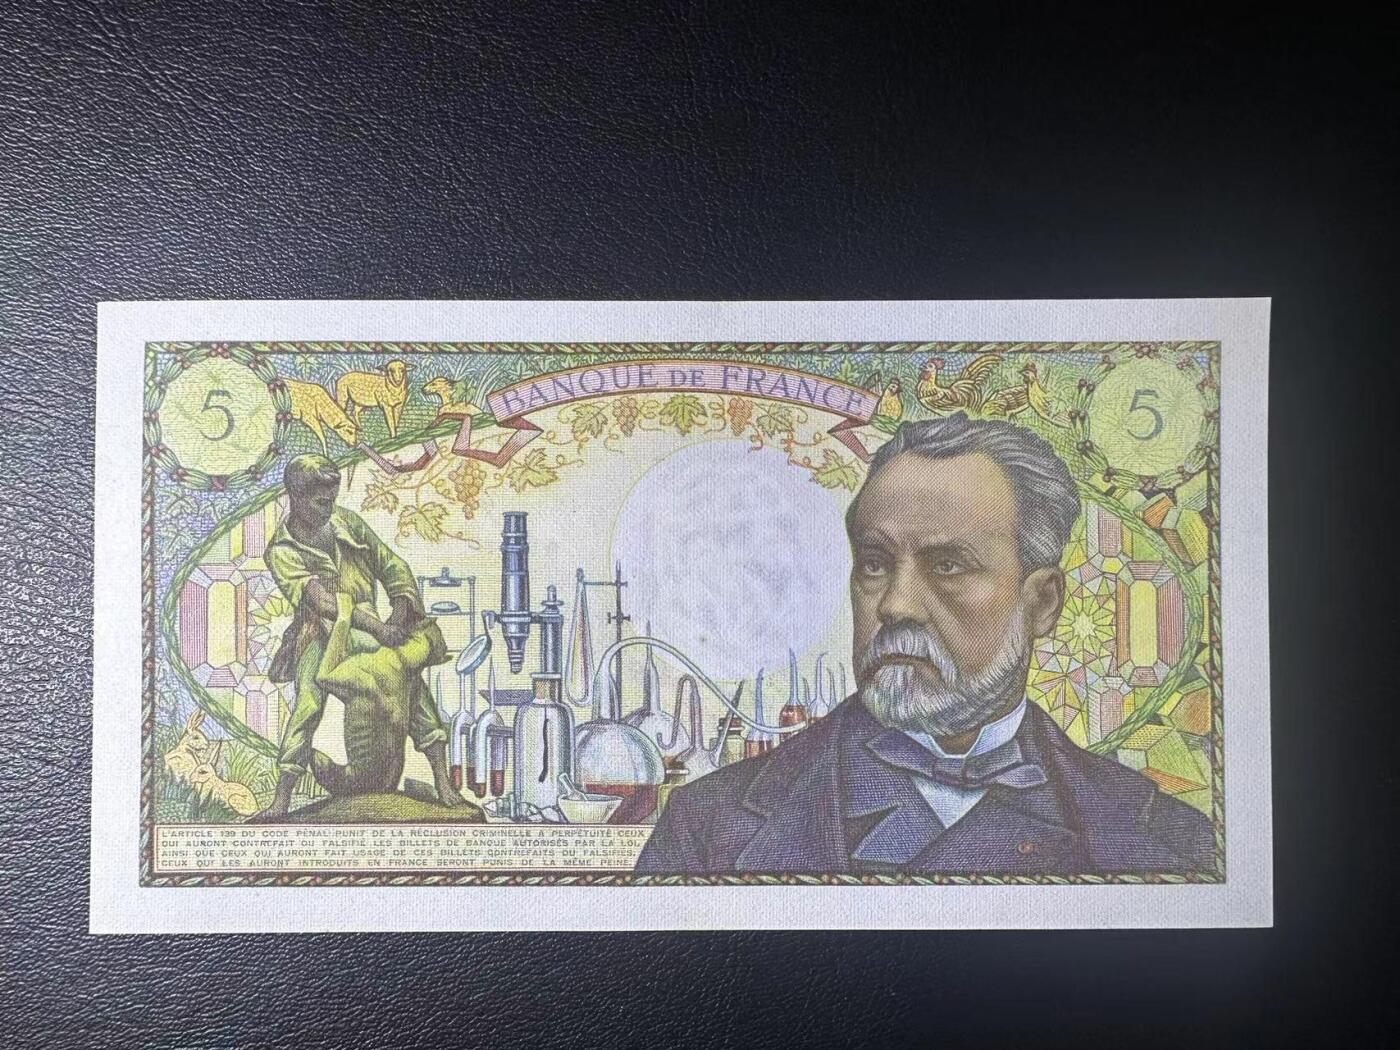 BANQUE DE FRANCE
5
5
L'ARTICLE 139 DU CODE PÉNAL PUNIT DE LA RÉCLUSION CRIMINELLE À PERPÉTUITÉ CEUX
QUI AURONT CONTREFAIT OU FALSIFIÉ LES BILLETS DE BANQUE AUTORISÉS PAR LA LOI,
AINSI QUE CEUX QUI AURONT FAIT USAGE DE CES BILLETS CONTREFAITS OU FALSIFIÉS.
CEUX QUI LES AURONT INTRODUITS EN FRANCE SERONT PUNIS DE LA MÊME PEINE.